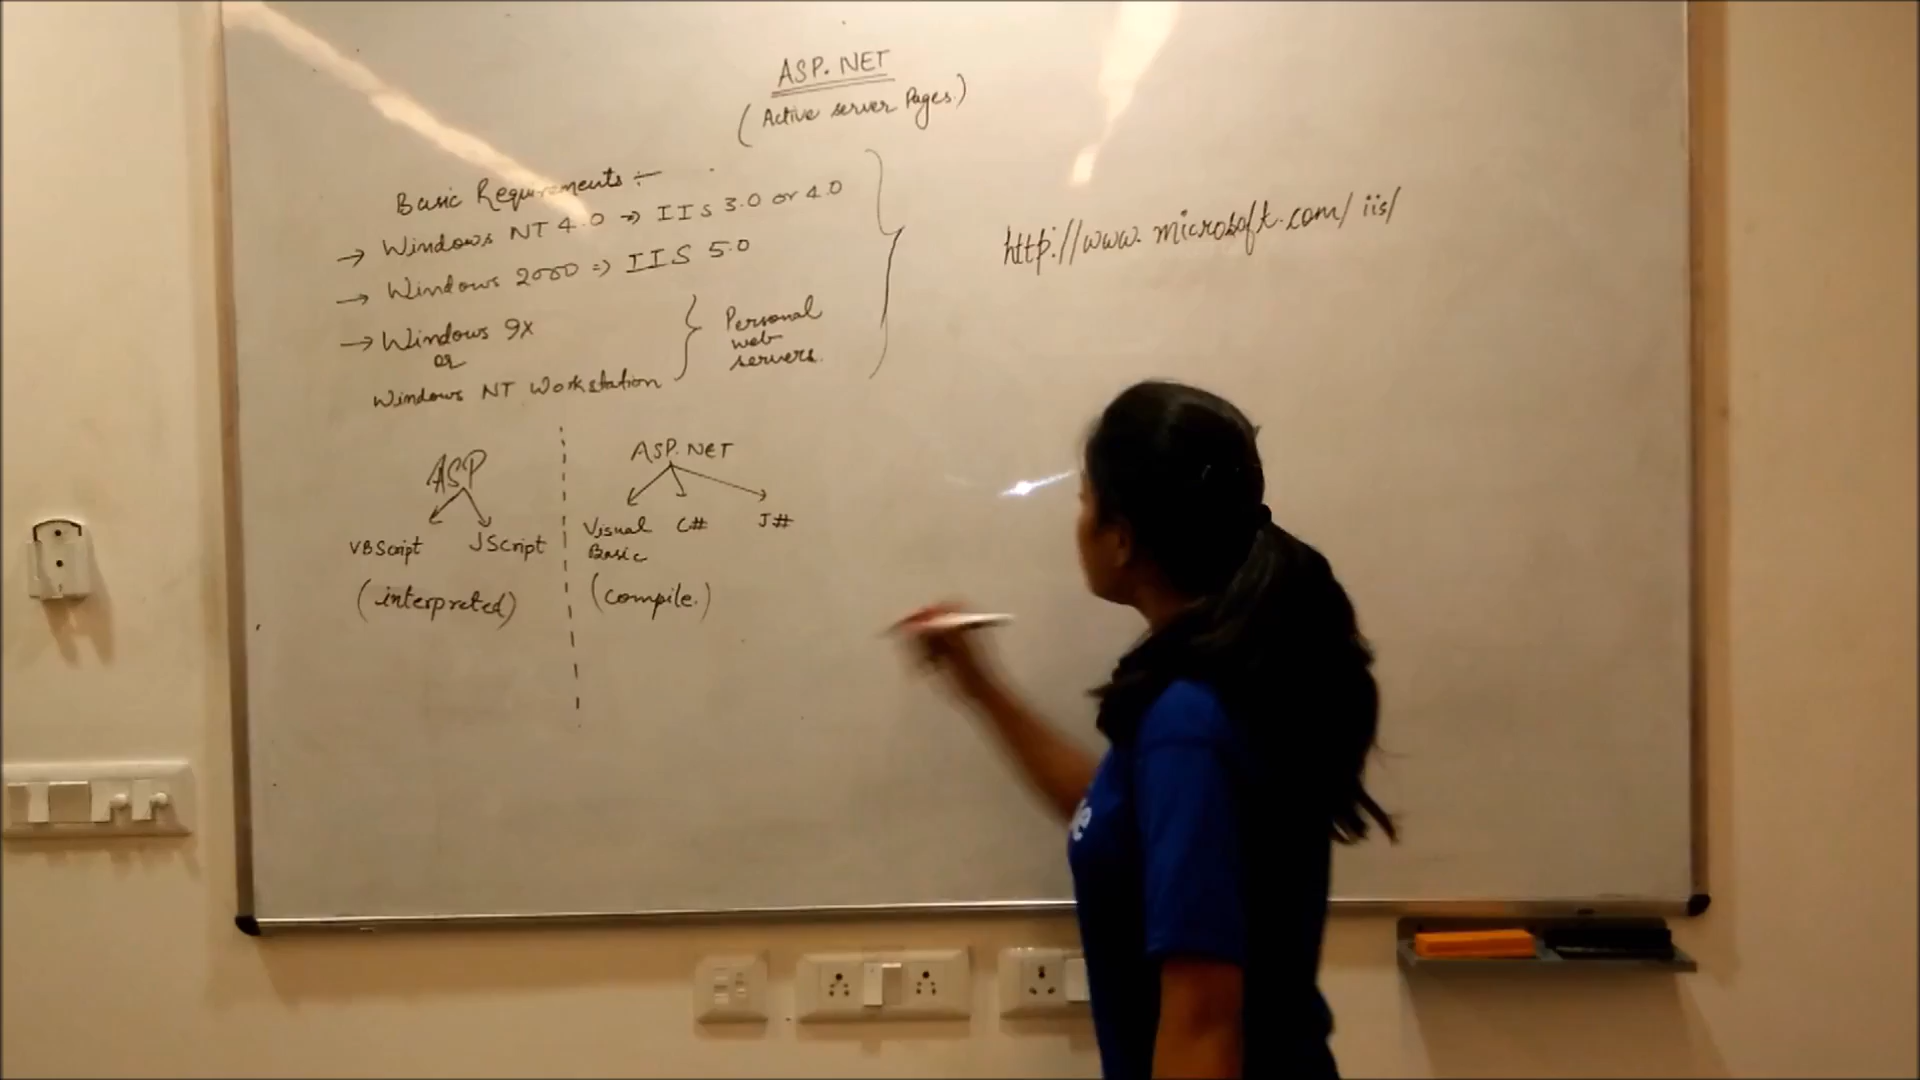 ASP.NET
(Active server Pages.)
Basic Requirements :-
→ Windows NT 4.0 => IIS 3.0 or 4.0
→ Windows 2000 => IIS 5.0
→ Windows 9x
or
Windows NT Workstation
Personal
web
servers.
http://www.microsoft.com/iis/
ASP
VBScript JScript
(interpreted)
ASP.NET
Visual Basic C# J#
(compile.)